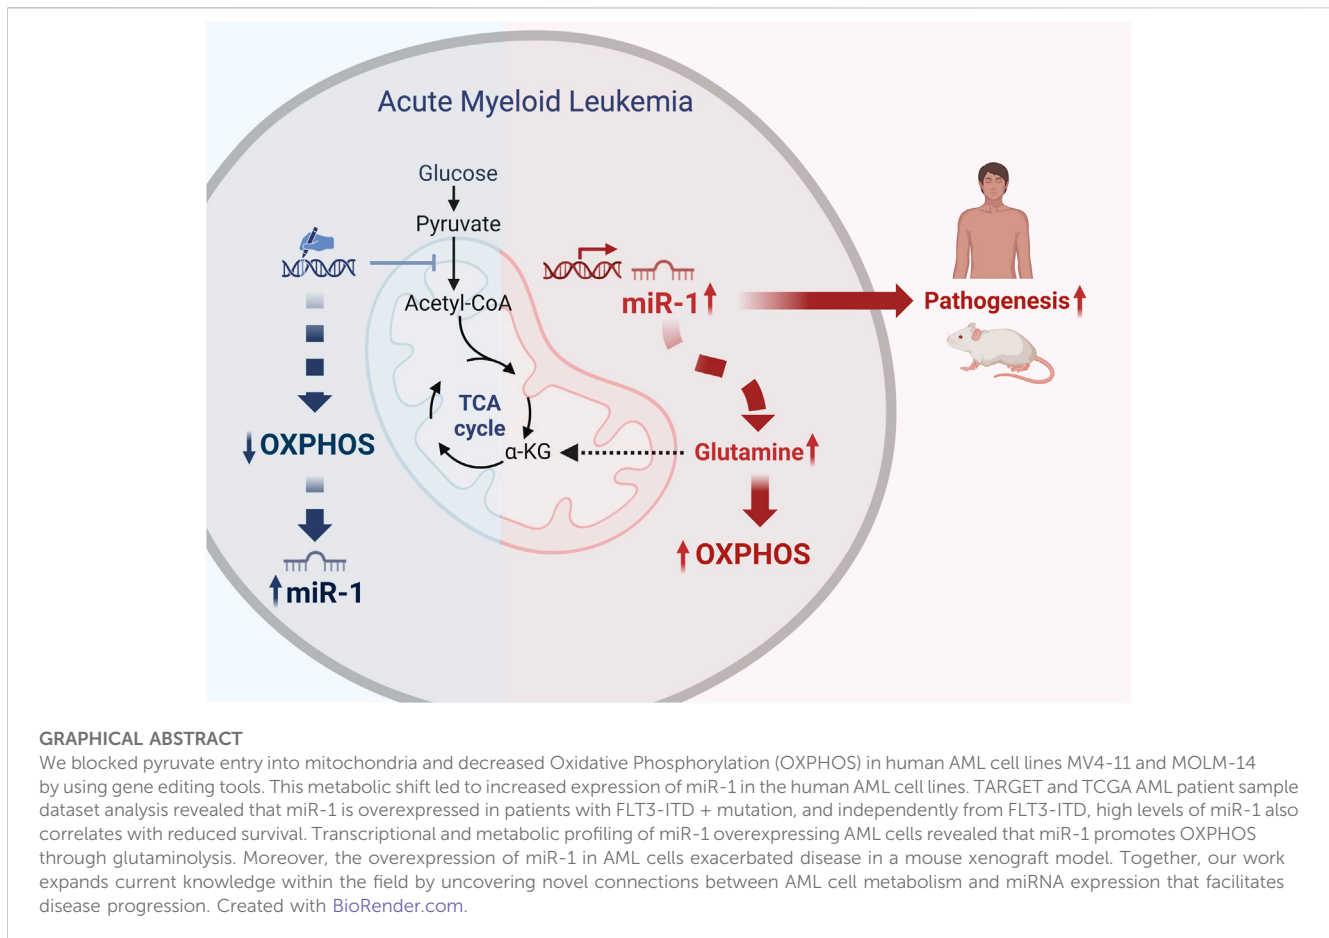 Acute Myeloid Leukemia
Glucose
Pyruvate
Acetyl-CoA
TCA
cycle
α-KG
OXPHOS
miR-1
miR-1
Glutamine
OXPHOS
Pathogenesis
GRAPHICAL ABSTRACT
We blocked pyruvate entry into mitochondria and decreased Oxidative Phosphorylation (OXPHOS) in human AML cell lines MV4-11 and MOLM-14
by using gene editing tools. This metabolic shift led to increased expression of miR-1 in the human AML cell lines. TARGET and TCGA AML patient sample
dataset analysis revealed that miR-1 is overexpressed in patients with FLT3-ITD + mutation, and independently from FLT3-ITD, high levels of miR-1 also
correlates with reduced survival. Transcriptional and metabolic profiling of miR-1 overexpressing AML cells revealed that miR-1 promotes OXPHOS
through glutaminolysis. Moreover, the overexpression of miR-1 in AML cells exacerbated disease in a mouse xenograft model. Together, our work
expands current knowledge within the field by uncovering novel connections between AML cell metabolism and miRNA expression that facilitates
disease progression. Created with BioRender.com.